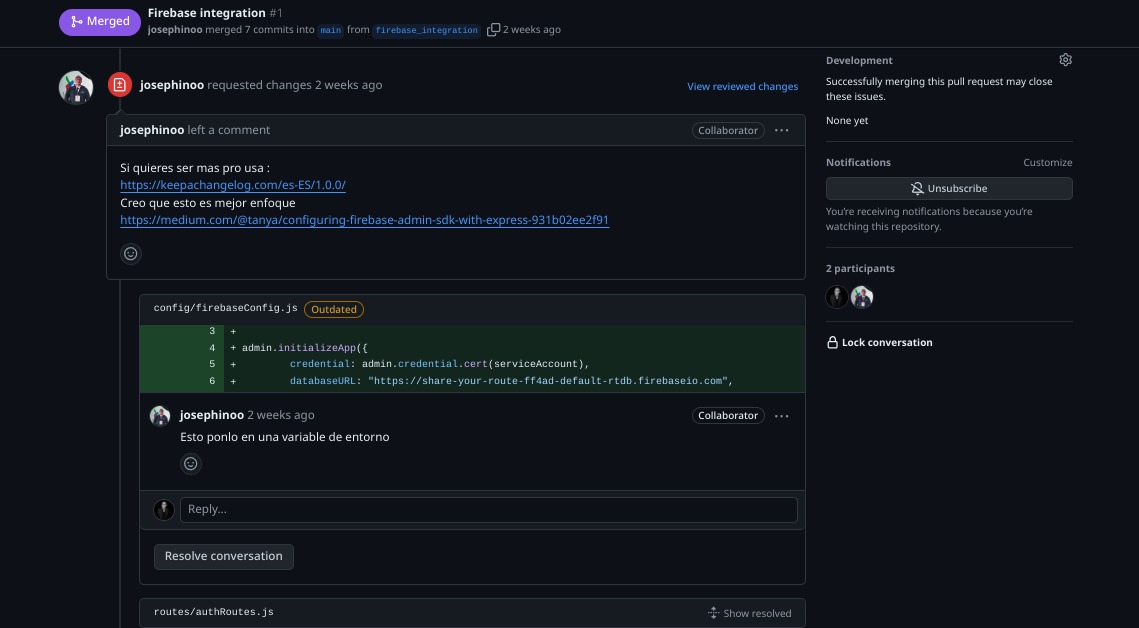 Merged
Firebase integration #1
josephinoo merged 7 commits into main from firebase_integration 2 weeks ago
josephinoo requested changes 2 weeks ago
View reviewed changes
josephinoo left a comment
Collaborator
Si quieres ser mas pro usa :
https://keepachangelog.com/es-ES/1.0.0/
Creo que esto es mejor enfoque
https://medium.com/@tanya/configuring-firebase-admin-sdk-with-express-931b02ee2f91
config/firebaseConfig.js Outdated
3 +
4 + admin.initializeApp({
5 + credential: admin.credential.cert(serviceAccount),
6 + databaseURL: "https://share-your-route-ff4ad-default-rtdb.firebaseio.com",
josephinoo 2 weeks ago
Collaborator
Esto ponlo en una variable de entorno
Reply...
Resolve conversation
routes/authRoutes.js
Show resolved
Development
Successfully merging this pull request may close
these issues.
None yet
Notifications
Customize
Unsubscribe
You're receiving notifications because you're
watching this repository.
2 participants
Lock conversation